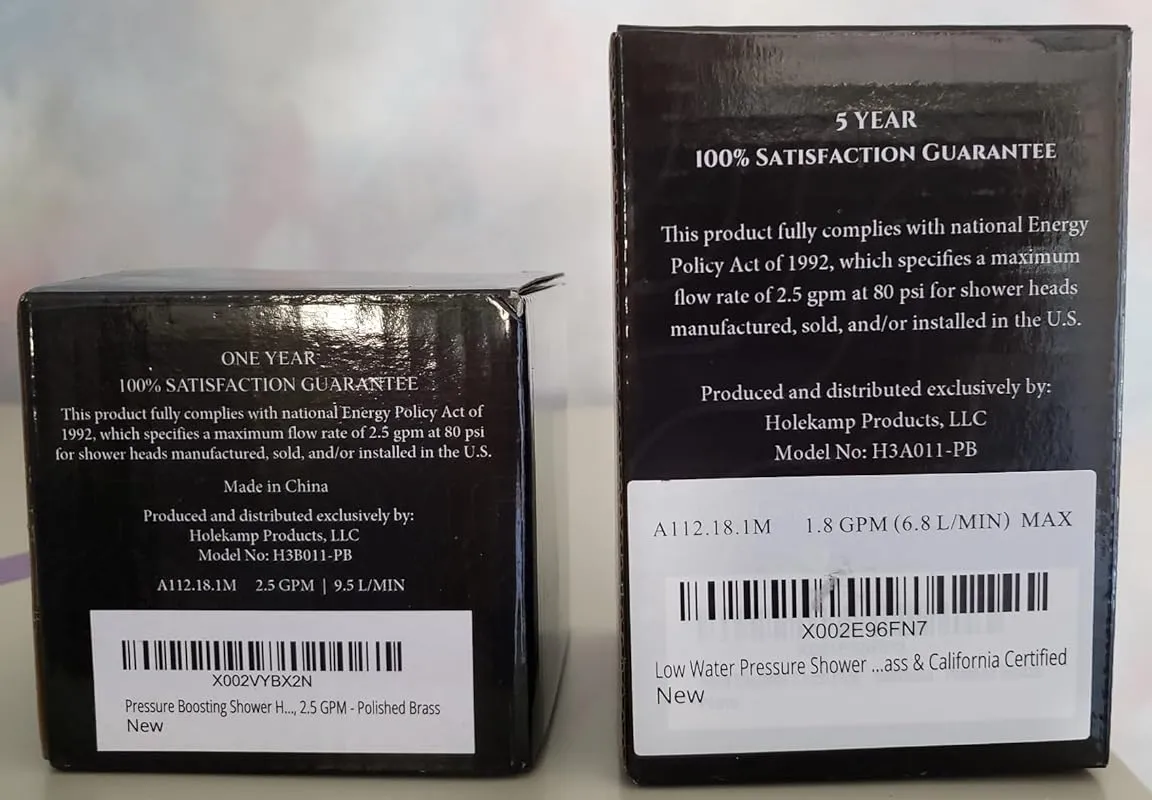 ONE YEAR
100% SATISFACTION GUARANTEE
This product fully complies with national Energy Policy Act of
1992, which specifies a maximum flow rate of 2.5 gpm at 80 psi
for shower heads manufactured, sold, and/or installed in the U.S.
Made in China
Produced and distributed exclusively by:
Holekamp Products, LLC
Model No: H3B011-PB
A112.18.1M 2.5 GPM | 9.5 L/MIN
X002VYBX2N
Pressure Boosting Shower H..., 2.5 GPM - Polished Brass
New
5 YEAR
100% SATISFACTION GUARANTEE
This product fully complies with national Energy
Policy Act of 1992, which specifies a maximum
flow rate of 2.5 gpm at 80 psi for shower heads
manufactured, sold, and/or installed in the U.S.
Produced and distributed exclusively by:
Holekamp Products, LLC
Model No: H3A011-PB
A112.18.1M 1.8 GPM (6.8 L/MIN) MAX
X002E96FN7
Low Water Pressure Shower ...ass & California Certified
New